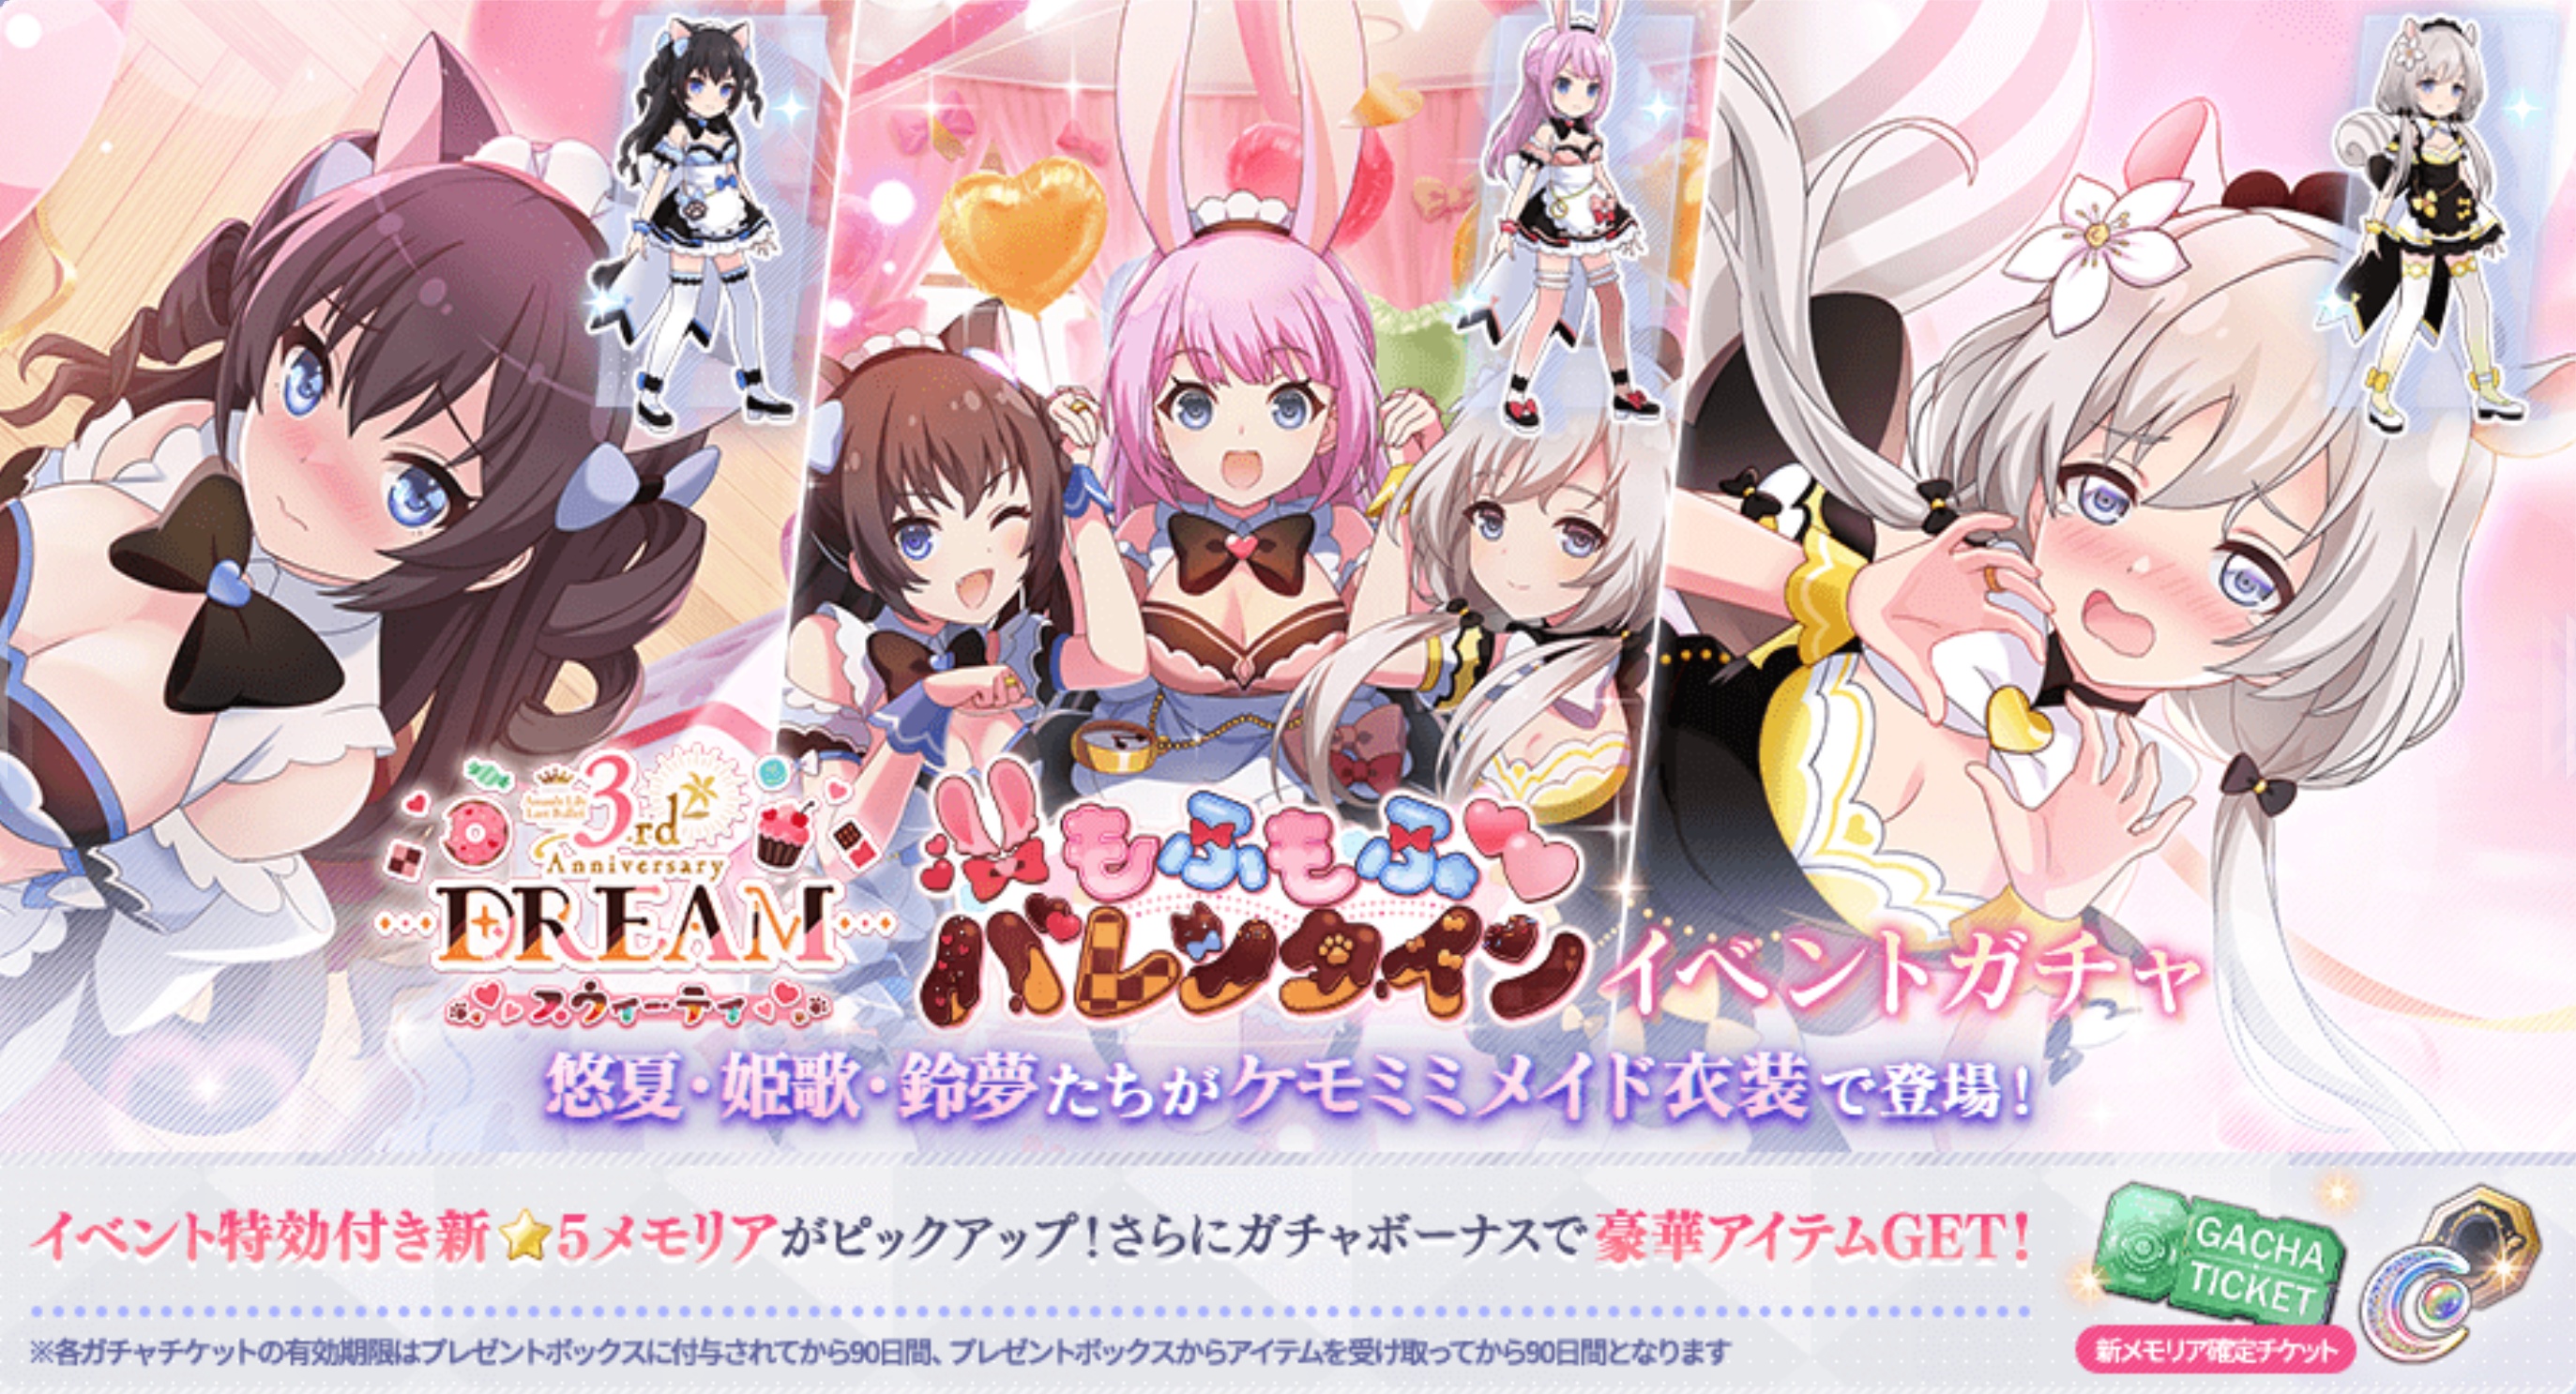 3rd
Anniversary
DREAM
スウィーティ
もふもふ
バレンタイン
イベントガチャ
悠夏・姫歌・鈴夢たちがケモミミメイド衣装で登場!
イベント特効付き新★5メモリアがピックアップ!さらにガチャボーナスで豪華アイテムGET!
※各ガチャチケットの有効期限はプレゼントボックスに付与されてから90日間、プレゼントボックスからアイテムを受け取ってから90日間となります
GACHA
TICKET
新メモリア確定チケット